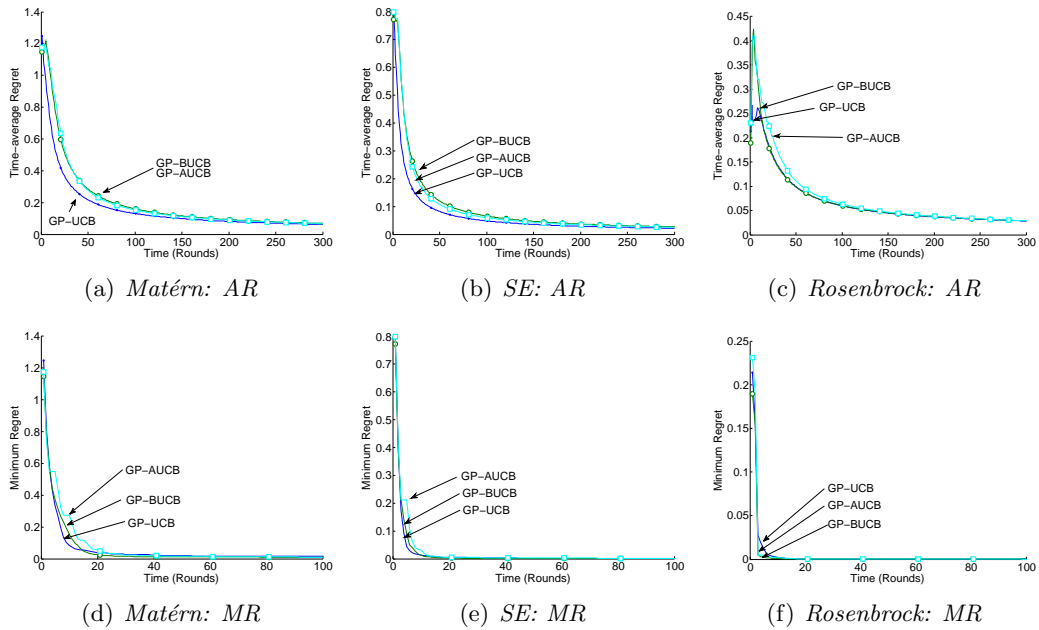 1.4
1.2
1
0.8
0.6
0.4
0.2
0
0 50 100 150 200 250 300
Time-average Regret
Time (Rounds)
GP-BUCB
GP-AUCB
GP-UCB
(a) Matérn: AR
0.8
0.7
0.6
0.5
0.4
0.3
0.2
0.1
0
0 50 100 150 200 250 300
Time-average Regret
Time (Rounds)
GP-BUCB
GP-AUCB
GP-UCB
(b) SE: AR
0.45
0.4
0.35
0.3
0.25
0.2
0.15
0.1
0.05
0
0 50 100 150 200 250 300
Time-average Regret
Time (Rounds)
GP-BUCB
GP-UCB
GP-AUCB
(c) Rosenbrock: AR
1.4
1.2
1
0.8
0.6
0.4
0.2
0
0 20 40 60 80 100
Minimum Regret
Time (Rounds)
GP-AUCB
GP-BUCB
GP-UCB
(d) Matérn: MR
0.8
0.7
0.6
0.5
0.4
0.3
0.2
0.1
0
0 20 40 60 80 100
Minimum Regret
Time (Rounds)
GP-AUCB
GP-BUCB
GP-UCB
(e) SE: MR
0.25
0.2
0.15
0.1
0.05
0
0 20 40 60 80 100
Minimum Regret
Time (Rounds)
GP-UCB
GP-AUCB
GP-BUCB
(f) Rosenbrock: MR